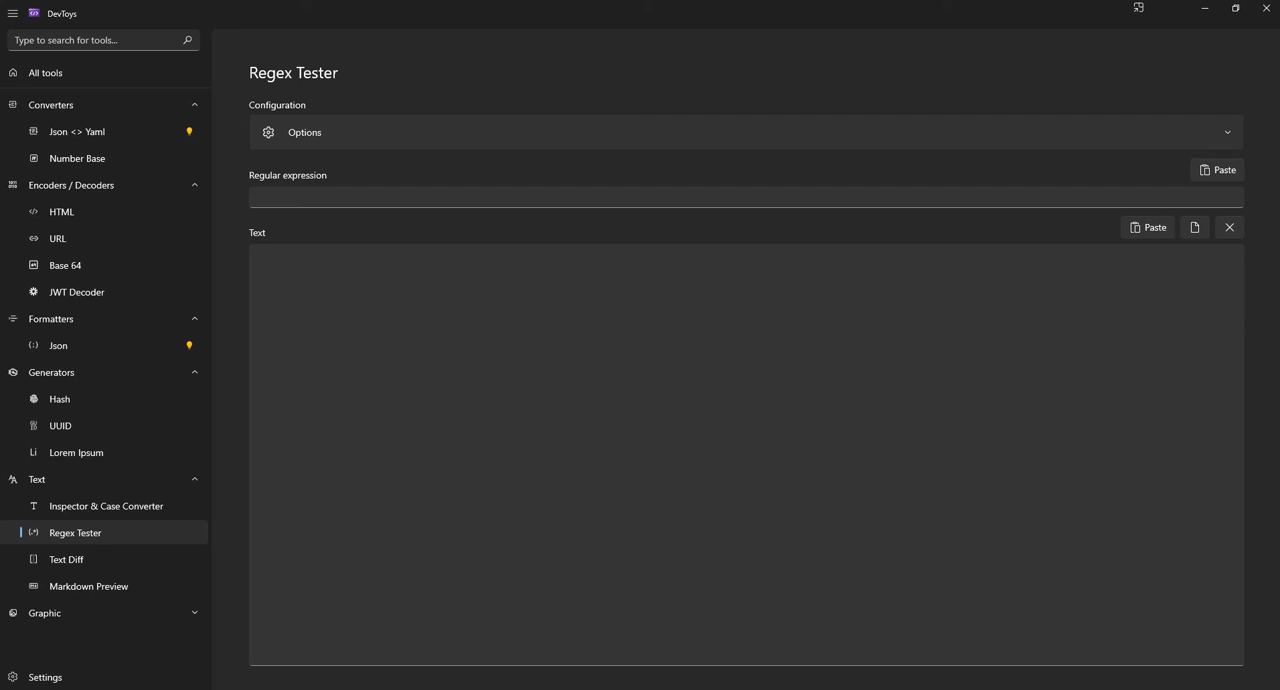 DevToys
Type to search for tools...
All tools
Converters
Json <> Yaml
Number Base
Encoders / Decoders
HTML
URL
Base 64
JWT Decoder
Formatters
Json
Generators
Hash
UUID
Li Lorem Ipsum
Text
Inspector & Case Converter
Regex Tester
Text Diff
Markdown Preview
Graphic
Settings
Regex Tester
Configuration
Options
Regular expression
Paste
Text
Paste